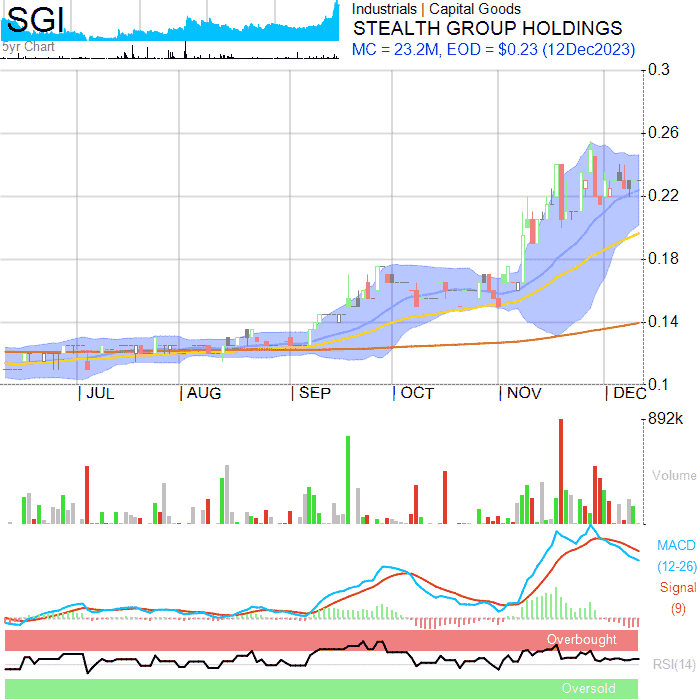 SGI
Industrials | Capital Goods
STEALTH GROUP HOLDINGS
5yr Chart
MC = 23.2M, EOD = $0.23 (12Dec2023)
0.3
0.26
0.22
0.18
0.14
0.1
| JUL | AUG | SEP | OCT | NOV | DEC
892k
Volume
MACD
(12-26)
Signal
(9)
Overbought
RSI(14)
Oversold